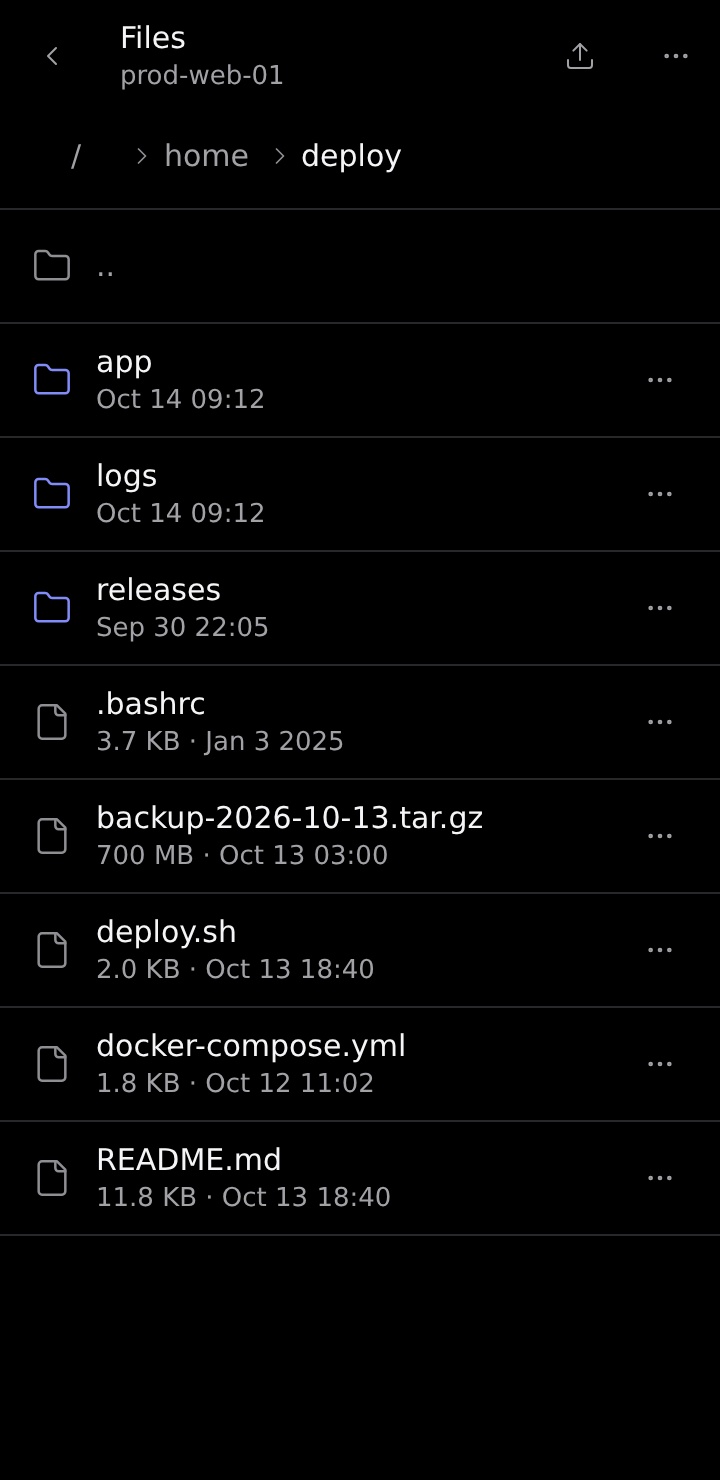 Files
prod-web-01
/ home deploy
..
app
Oct 14 09:12
logs
Oct 14 09:12
releases
Sep 30 22:05
.bashrc
3.7 KB · Jan 3 2025
backup-2026-10-13.tar.gz
700 MB · Oct 13 03:00
deploy.sh
2.0 KB · Oct 13 18:40
docker-compose.yml
1.8 KB · Oct 12 11:02
README.md
11.8 KB · Oct 13 18:40